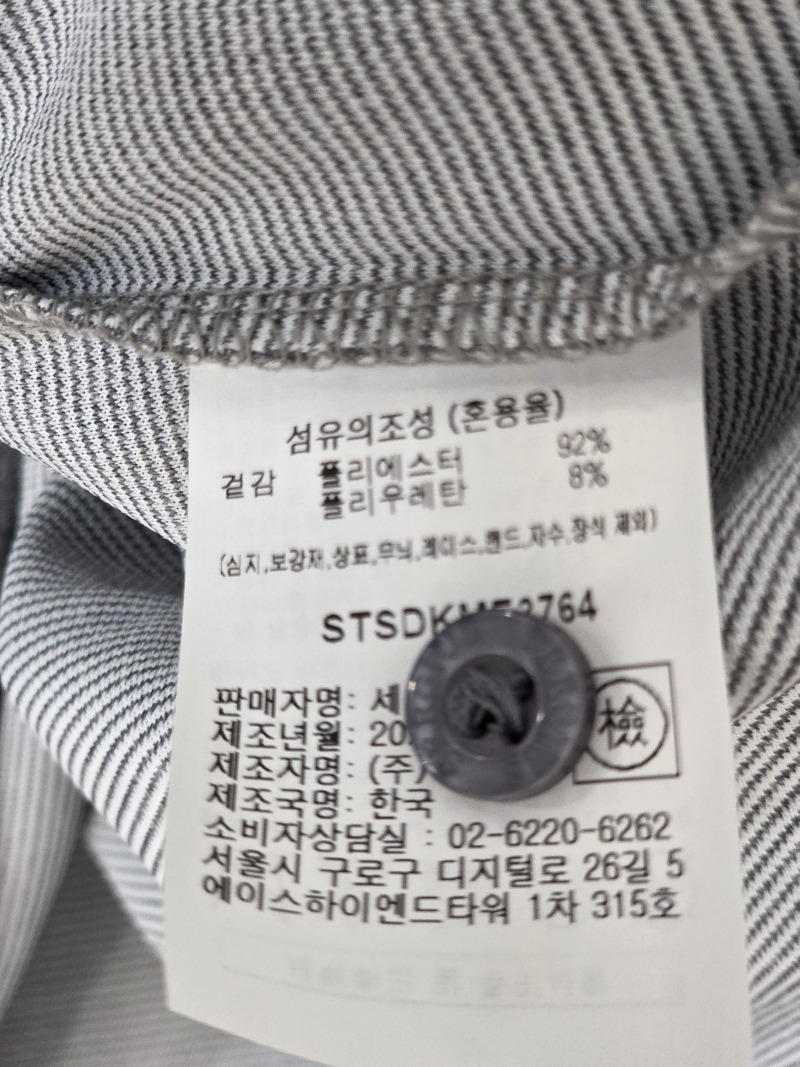 섬유의조성 (혼용율)
겉감 폴리에스터 92%
폴리우레탄 8%
(심지,보강재,상표,무늬,레이스,밴드,자수,장식 제외)
판매자명: 세
제조년월: 20
제조자명: (주)
檢
제조국명: 한국
소비자상담실 : 02-6220-6262
서울시 구로구 디지털로 26길 5
에이스하이엔드타워 1차 315호